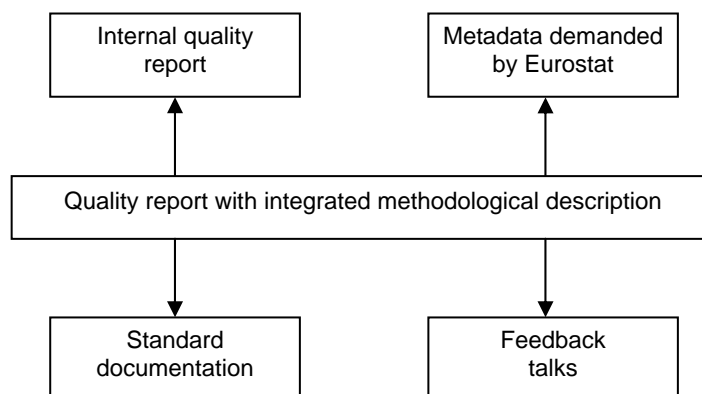 Internal quality
report
Metadata demanded
by Eurostat
Quality report with integrated methodological description
Standard
documentation
Feedback
talks